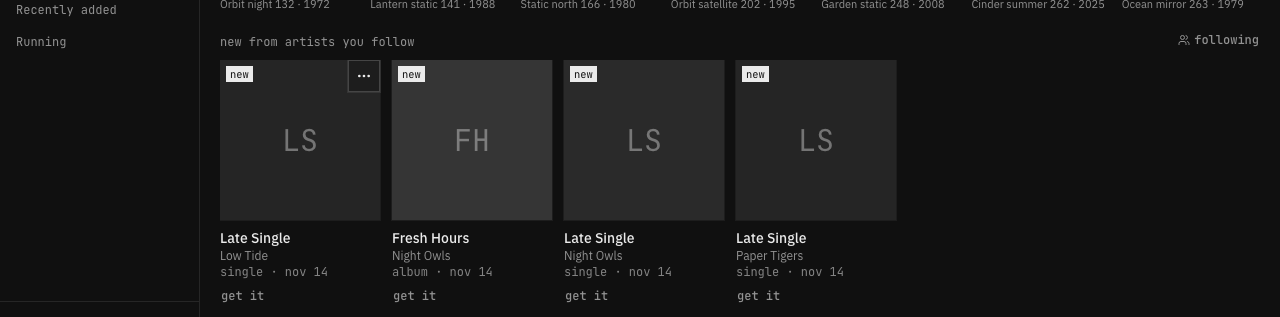 Recently added
Running
Orbit night 132 · 1972
Lantern static 141 · 1988
Static north 166 · 1980
Orbit satellite 202 · 1995
Garden static 248 · 2008
Cinder summer 262 · 2025
Ocean mirror 263 · 1979
new from artists you follow
following
new
LS
Late Single
Low Tide
single · nov 14
get it
new
FH
Fresh Hours
Night Owls
album · nov 14
get it
new
LS
Late Single
Night Owls
single · nov 14
get it
new
LS
Late Single
Paper Tigers
single · nov 14
get it